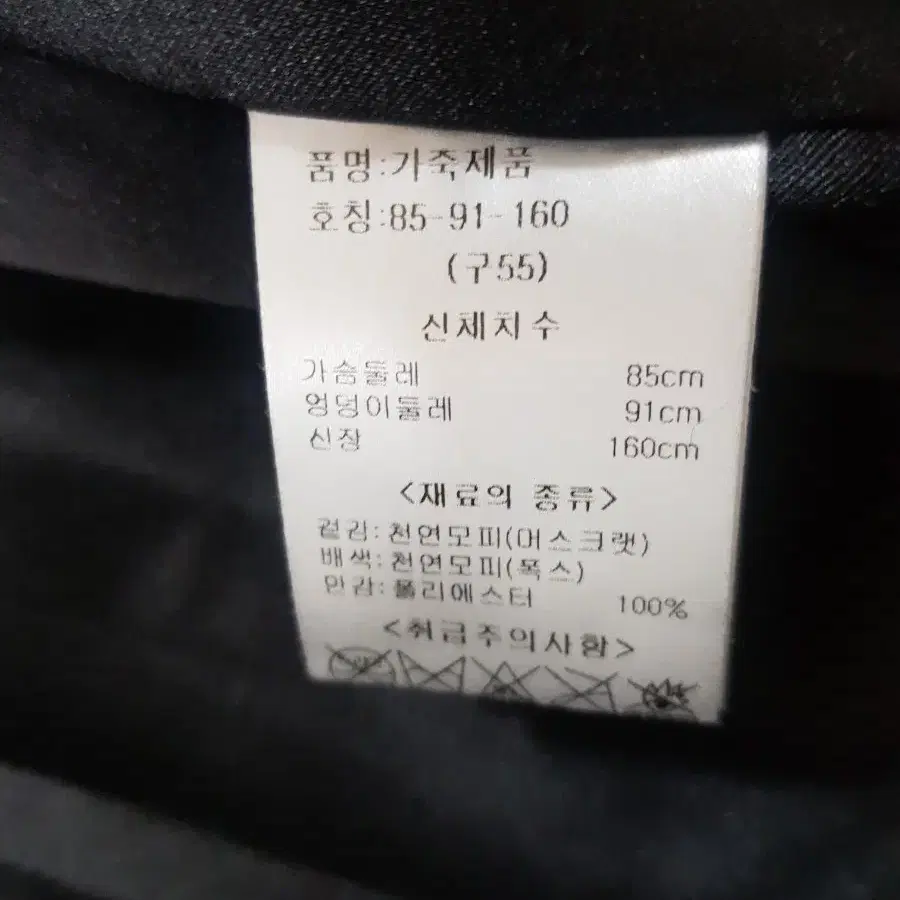 품명:가죽제품
호칭:85-91-160
(구55)
신체치수
가슴둘레 85cm
엉덩이둘레 91cm
신장 160cm
<재료의 종류>
겉감:천연모피(머스크랫)
배색:천연모피(폭스)
안감:폴리에스터 100%
<취급주의사항>